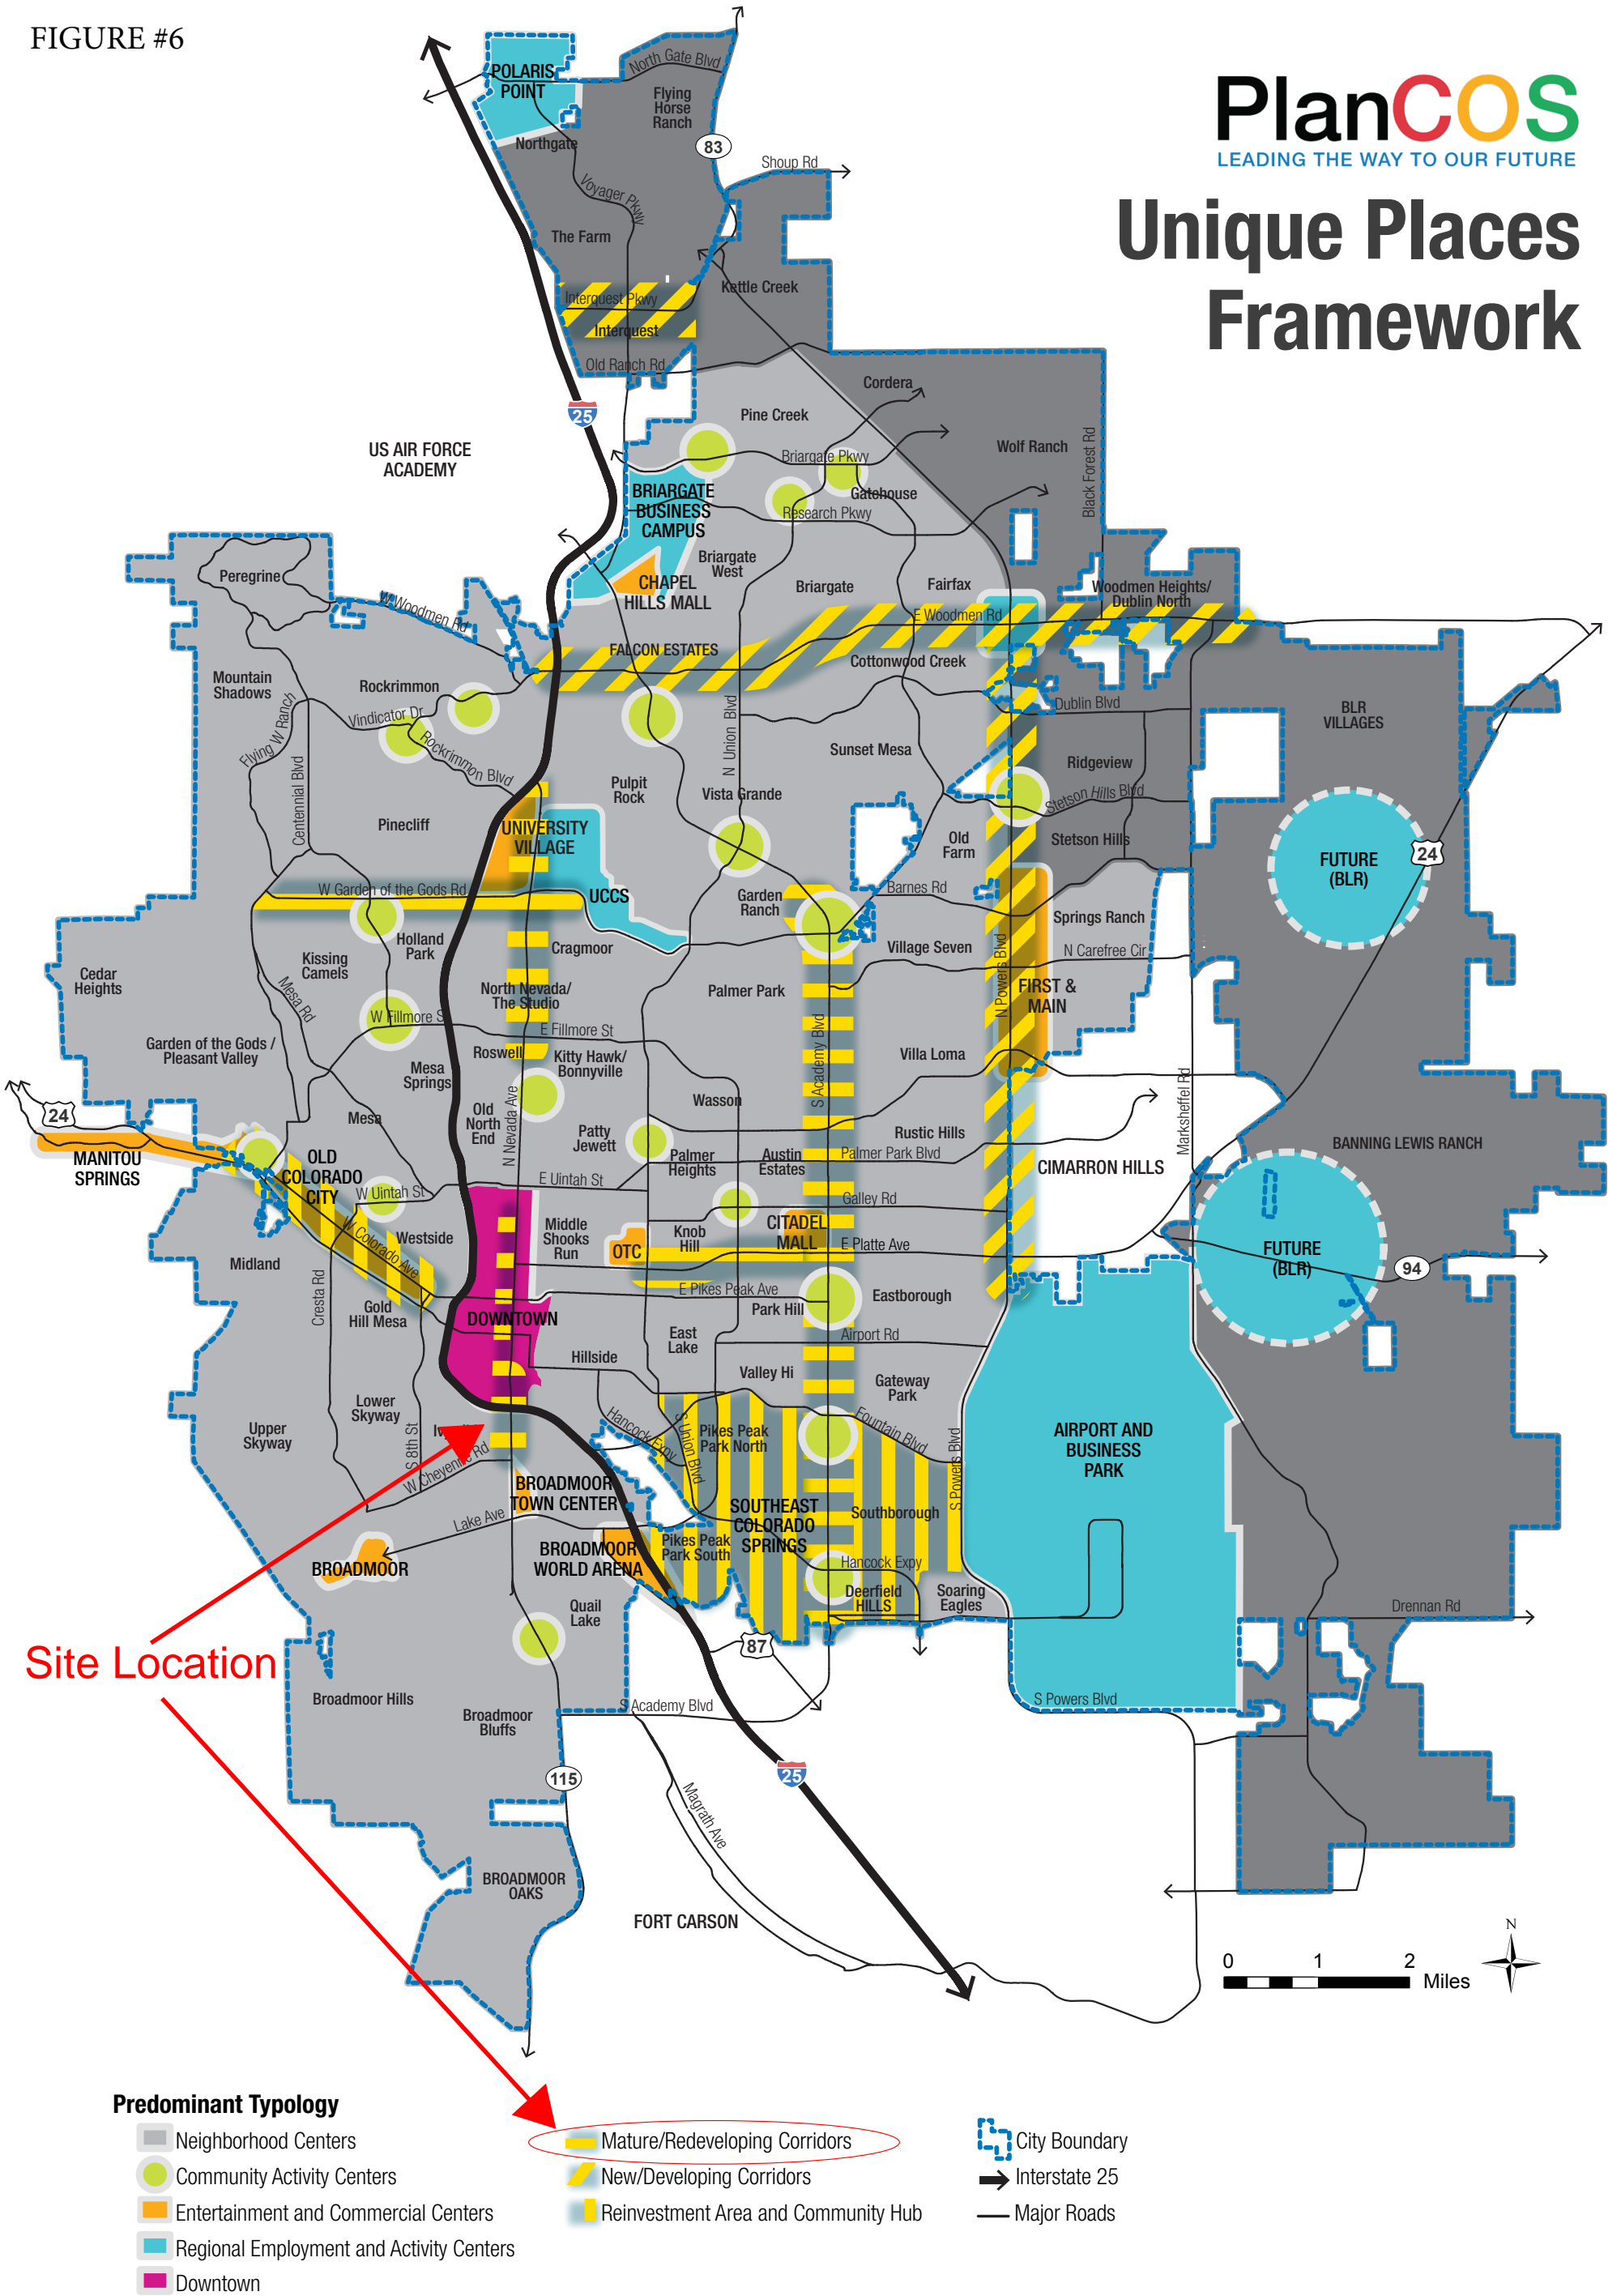 FIGURE #6
PlanCOS
LEADING THE WAY TO OUR FUTURE
Unique Places
Framework
POLARIS
POINT
North Gate Blvd
Flying
Horse
Ranch
Northgate
83
Shoup Rd
Voyager Pkwy
The Farm
Kettle Creek
Interquest Pkwy
Interquest
Old Ranch Rd
Cordera
25
Pine Creek
US AIR FORCE
ACADEMY
Wolf Ranch
Black Forest Rd
Briargate Pkwy
BRIARGATE
BUSINESS
CAMPUS
Gatehouse
Research Pkwy
Briargate
West
Peregrine
CHAPEL
HILLS MALL
Briargate
Fairfax
Woodmen Heights/
Dublin North
W Woodmen Rd
E Woodmen Rd
FALCON ESTATES
Cottonwood Creek
Mountain
Shadows
Rockrimmon
Dublin Blvd
Vindicator Dr
Flying W Ranch
Rockrimmon Blvd
N Union Blvd
BLR
VILLAGES
Sunset Mesa
Ridgeview
Centennial Blvd
Pulpit
Rock
Vista Grande
Stetson Hills Blvd
Pinecliff
UNIVERSITY
VILLAGE
Old
Farm
Stetson Hills
FUTURE
(BLR)
24
W Garden of the Gods Rd
UCCS
Garden
Ranch
Barnes Rd
Springs Ranch
Holland
Park
Cragmoor
Village Seven
N Carefree Cir
Kissing
Camels
Cedar
Heights
Mesa Rd
North Nevada/
The Studio
Palmer Park
N Powers Blvd
FIRST &
MAIN
W Fillmore S
E Fillmore St
Garden of the Gods /
Pleasant Valley
Roswell
Kitty Hawk/
Bonnyville
S Academy Blvd
Villa Loma
Mesa
Springs
Marksheffel Rd
24
Mesa
Old
North
End
N Nevada Ave
Wasson
Patty
Jewett
Rustic Hills
BANNING LEWIS RANCH
MANITOU
SPRINGS
OLD
COLORADO
CITY
Palmer
Heights
Austin
Estates
Palmer Park Blvd
CIMARRON HILLS
E Uintah St
W Uintah St
Galley Rd
Middle
Shooks
Run
Knob
Hill
CITADEL
MALL
Westside
W Colorado Ave
OTC
E Platte Ave
Midland
FUTURE
(BLR)
94
Cresta Rd
E Pikes Peak Ave
Eastborough
Gold
Hill Mesa
Park Hill
DOWNTOWN
East
Lake
Airport Rd
Hillside
Valley Hi
Gateway
Park
Lower
Skyway
Upper
Skyway
S 8th St
Hancock Expy
S Union Blvd
Pikes Peak
Park North
Fountain Blvd
AIRPORT AND
BUSINESS
PARK
W Cheyenne Rd
S Powers Blvd
BROADMOOR
TOWN CENTER
SOUTHEAST
COLORADO
SPRINGS
Southborough
Lake Ave
BROADMOOR
BROADMOOR
WORLD ARENA
Pikes Peak
Park South
Hancock Expy
Deerfield
HILLS
Soaring
Eagles
Quail
Lake
Drennan Rd
Site Location
87
Broadmoor Hills
Broadmoor
Bluffs
S Academy Blvd
S Powers Blvd
115
25
Magrath Ave
BROADMOOR
OAKS
FORT CARSON
N
0 1 2
Miles
Predominant Typology
Neighborhood Centers
Community Activity Centers
Entertainment and Commercial Centers
Regional Employment and Activity Centers
Downtown
Mature/Redeveloping Corridors
New/Developing Corridors
Reinvestment Area and Community Hub
City Boundary
Interstate 25
Major Roads